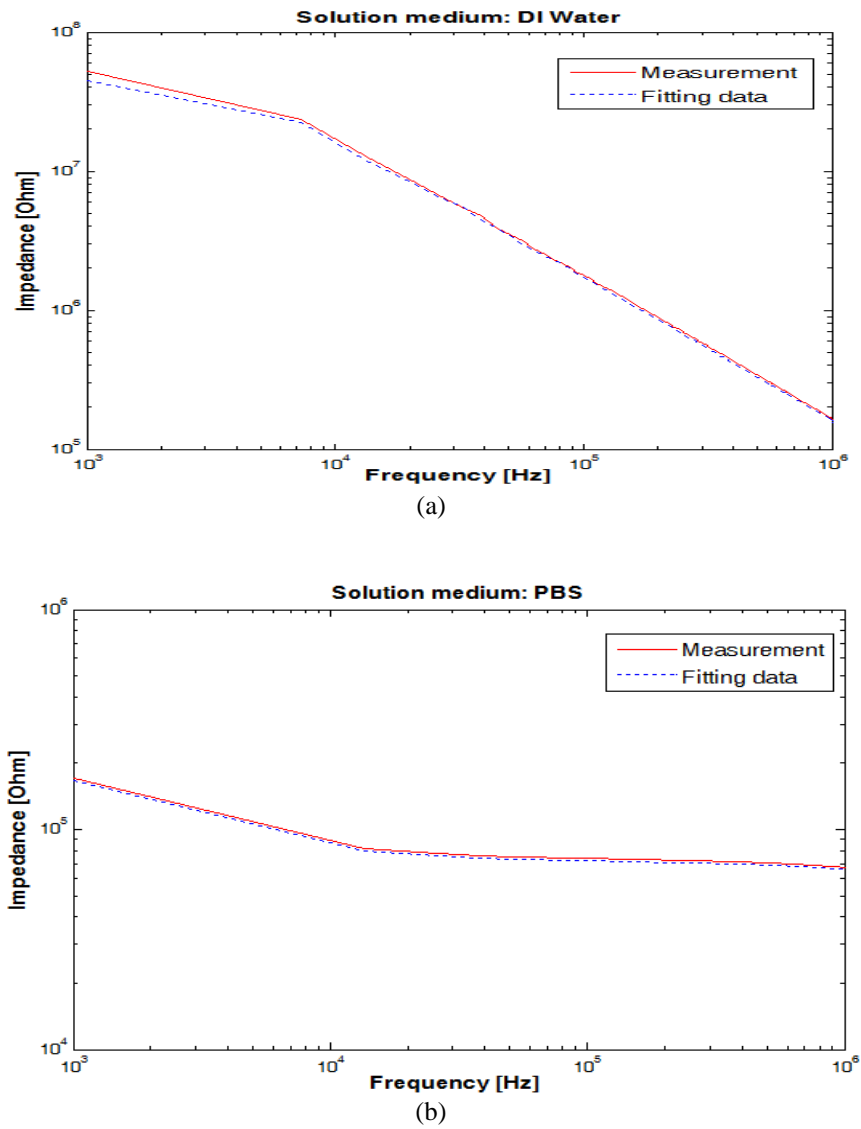 Solution medium: DI Water
10^8
Measurement
Fitting data
10^7
Impedance [Ohm]
10^6
10^5
10^3
10^4
10^5
10^6
Frequency [Hz]
(a)
Solution medium: PBS
10^6
Measurement
Fitting data
Impedance [Ohm]
10^5
10^4
10^3
10^4
10^5
10^6
Frequency [Hz]
(b)